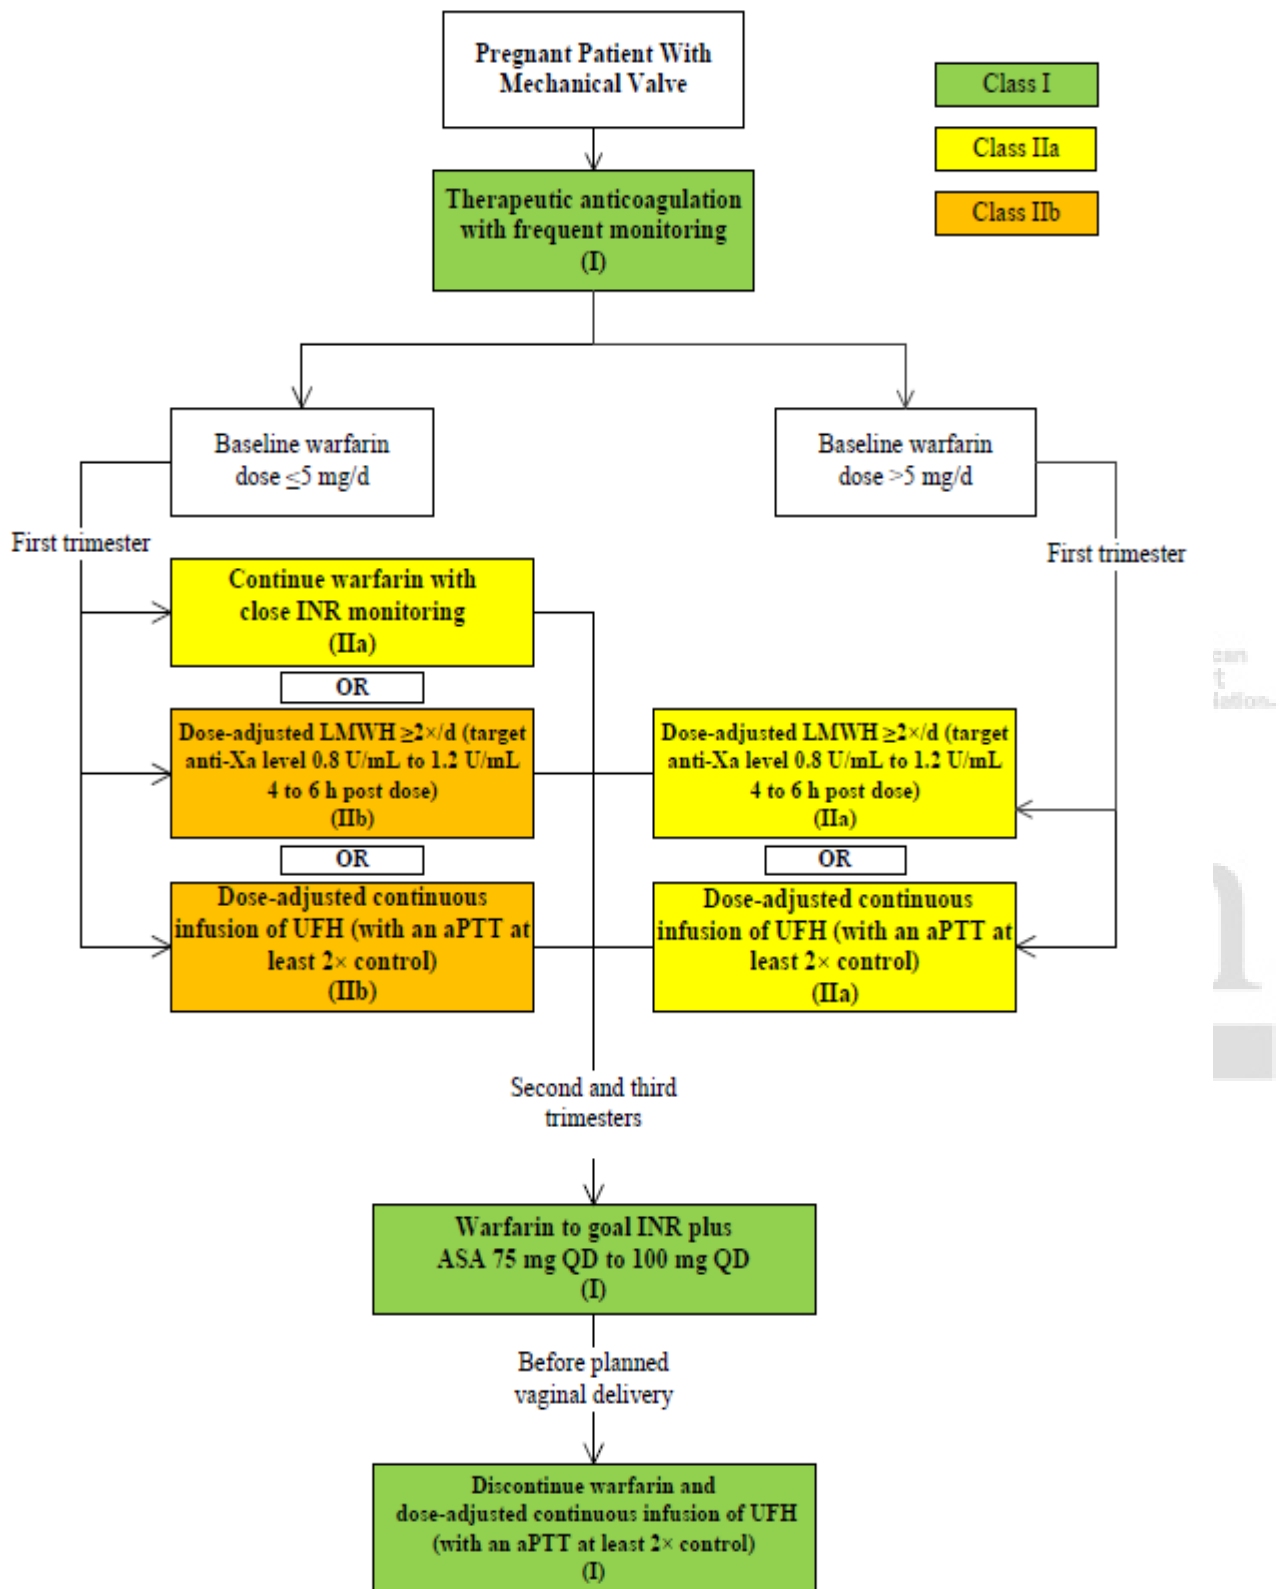 Pregnant Patient With
Mechanical Valve
Class I
Class IIa
Class IIb
Therapeutic anticoagulation
with frequent monitoring
(I)
Baseline warfarin
dose ≤5 mg/d
Baseline warfarin
dose >5 mg/d
First trimester
First trimester
Continue warfarin with
close INR monitoring
(IIa)
OR
Dose-adjusted LMWH ≥2×/d (target
anti-Xa level 0.8 U/mL to 1.2 U/mL
4 to 6 h post dose)
(IIb)
OR
Dose-adjusted continuous
infusion of UFH (with an aPTT at
least 2× control)
(IIb)
Dose-adjusted LMWH ≥2×/d (target
anti-Xa level 0.8 U/mL to 1.2 U/mL
4 to 6 h post dose)
(IIa)
OR
Dose-adjusted continuous
infusion of UFH (with an aPTT at
least 2× control)
(IIa)
Second and third
trimesters
Warfarin to goal INR plus
ASA 75 mg QD to 100 mg QD
(I)
Before planned
vaginal delivery
Discontinue warfarin and
dose-adjusted continuous infusion of UFH
(with an aPTT at least 2× control)
(I)